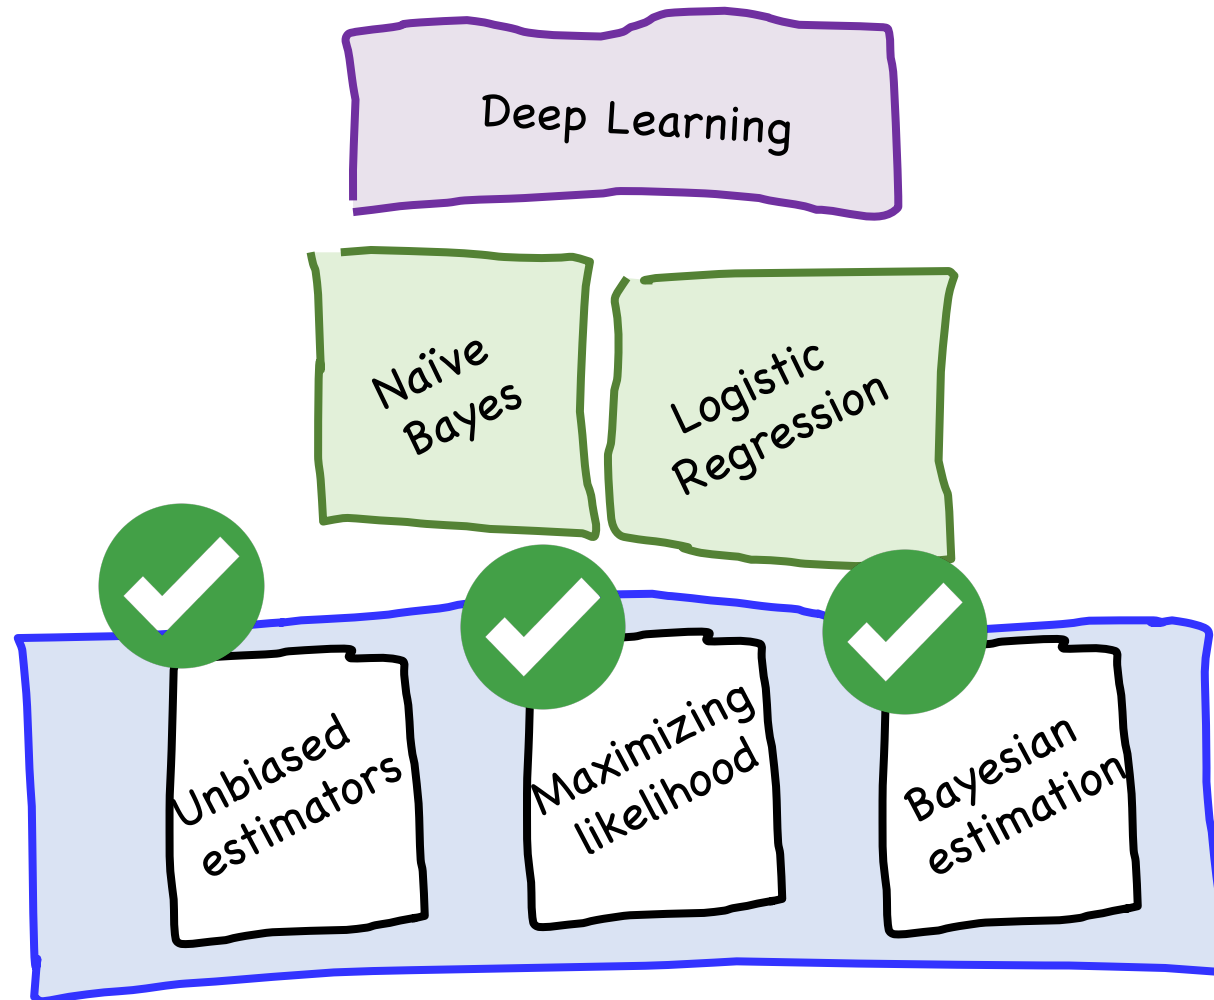 Deep Learning
Naïve
Bayes
Logistic
Regression
Unbiased
estimators
Maximizing
likelihood
Bayesian
estimation